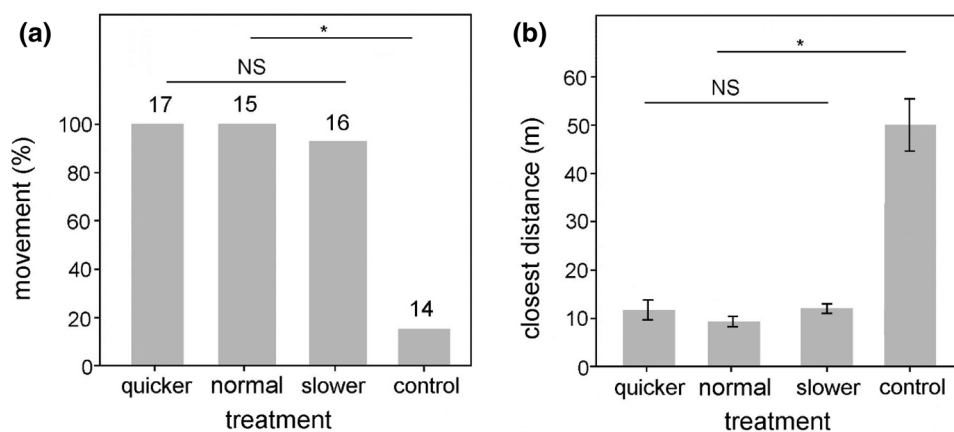 (a)
*
NS
17
15
16
14
100
80
60
40
20
0
movement (%)
quicker normal slower control
treatment
(b)
*
NS
60
50
40
30
20
10
0
closest distance (m)
quicker normal slower control
treatment